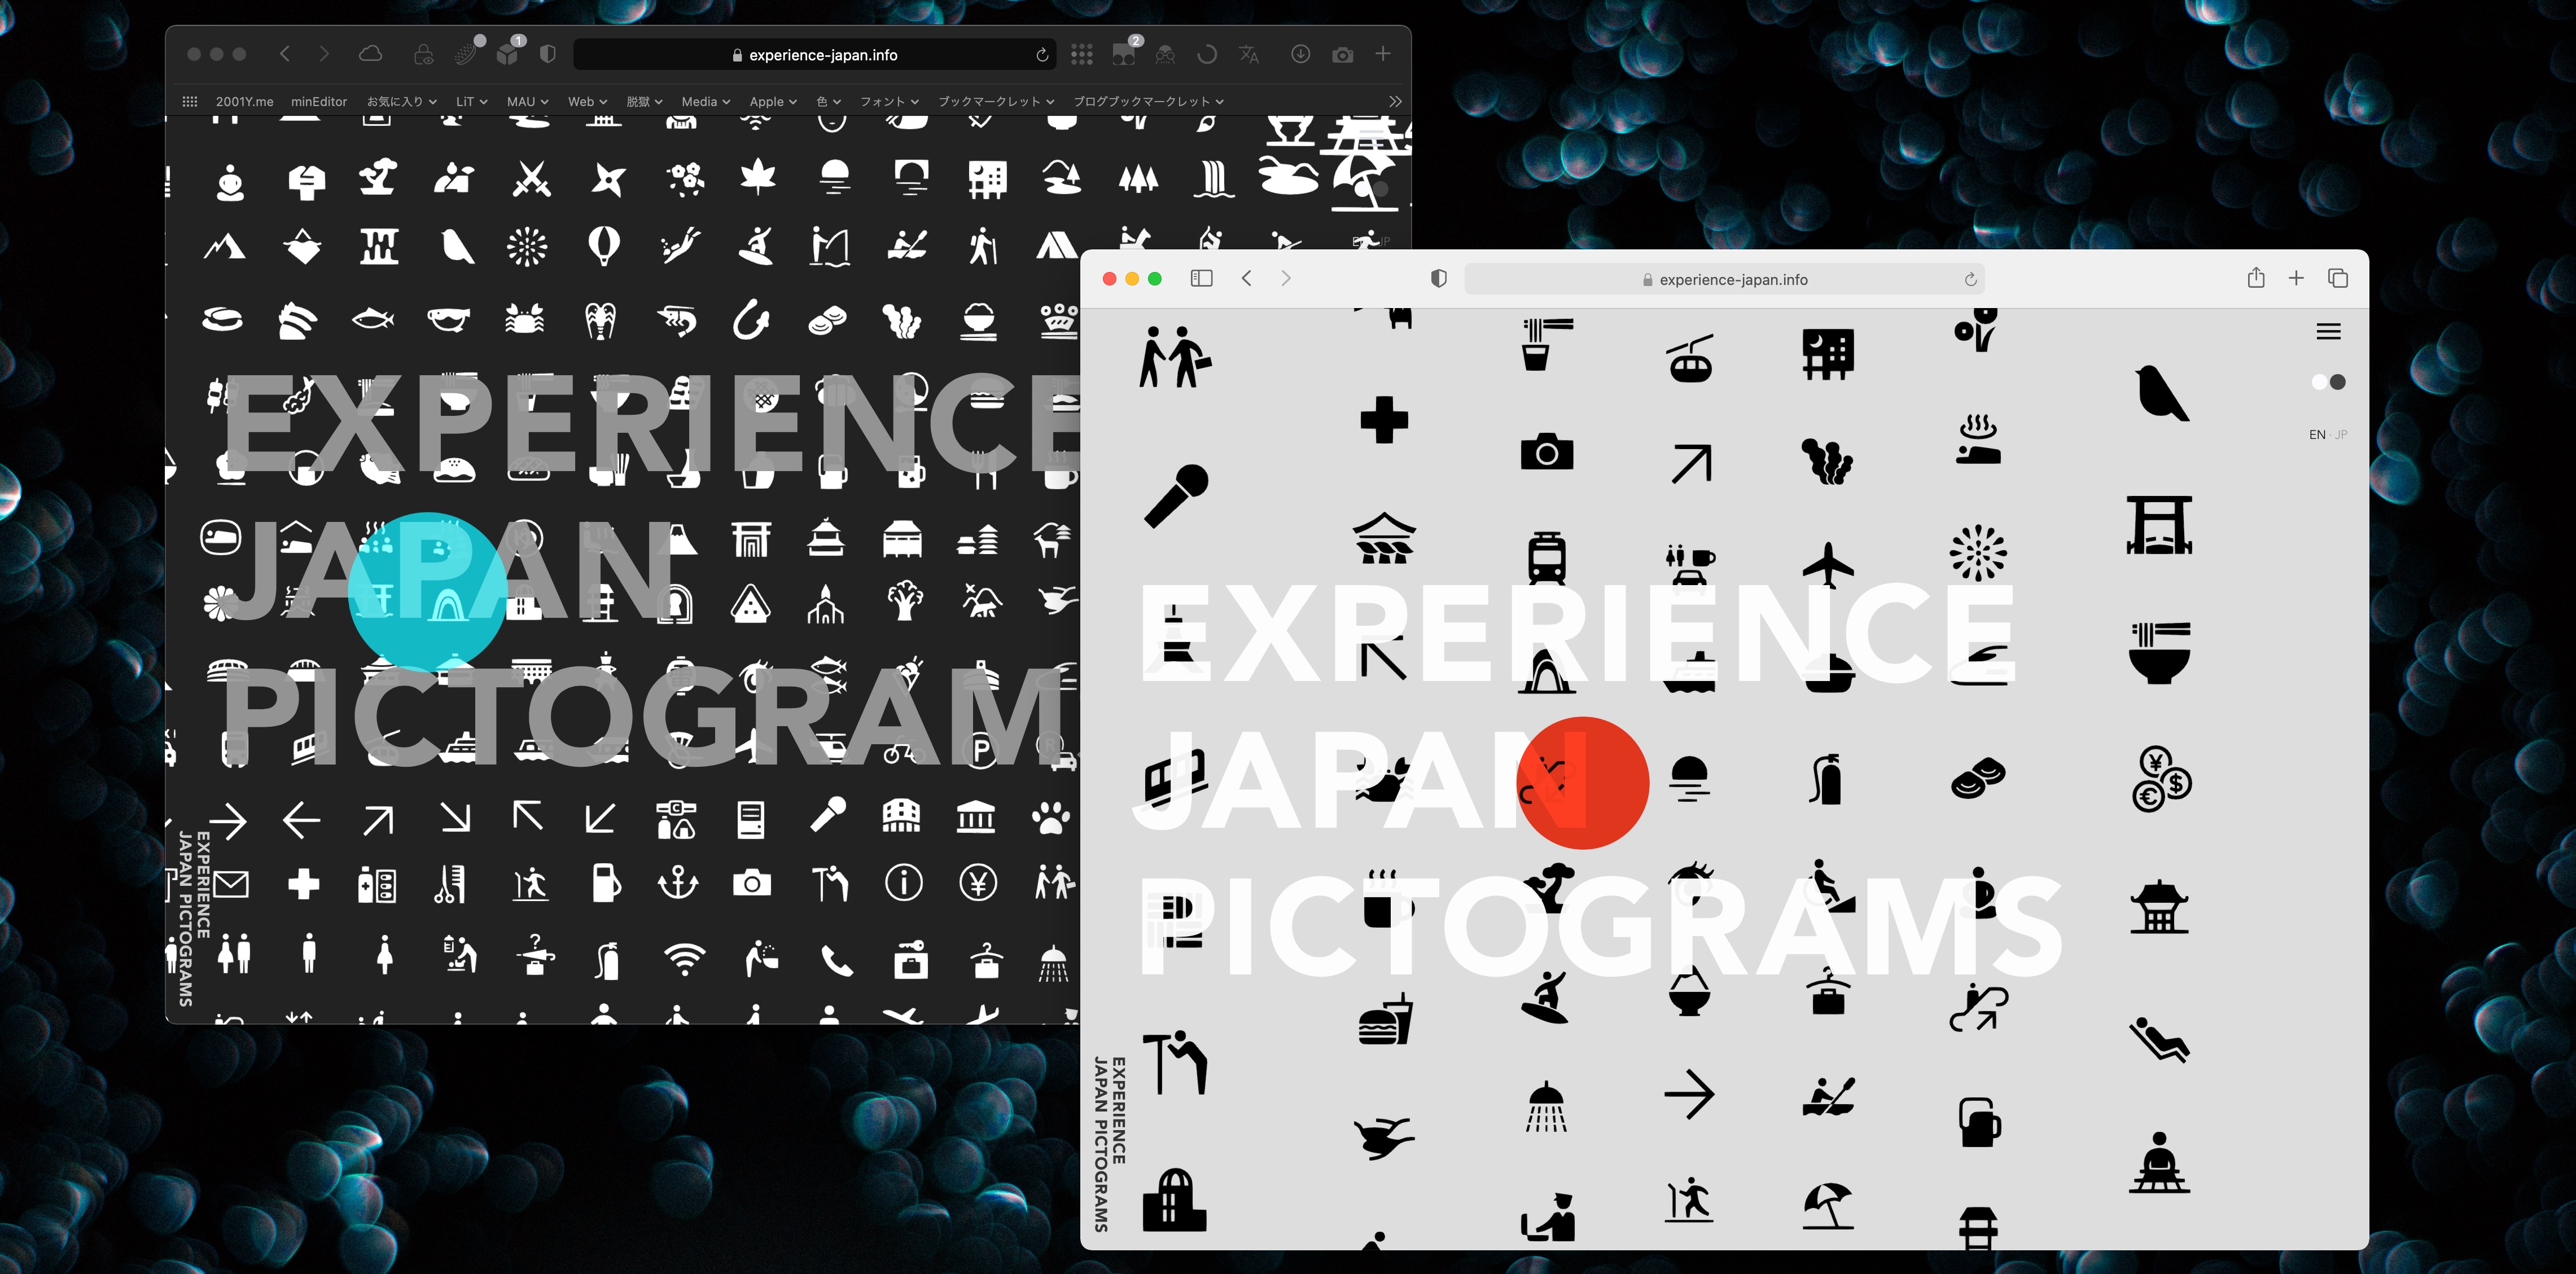 1
experience-japan.info
2
2001Y.me minEditor お気に入り LiT MAU Web 脱獄 Media Apple 色 フォント ブックマークレット ブログブックマークレット
EXPERIENCE
JAPAN
PICTOGRAM
EXPERIENCE
JAPAN PICTOGRAMS
experience-japan.info
EN · JP
EXPERIENCE
JAPAN
PICTOGRAMS
EXPERIENCE
JAPAN PICTOGRAMS